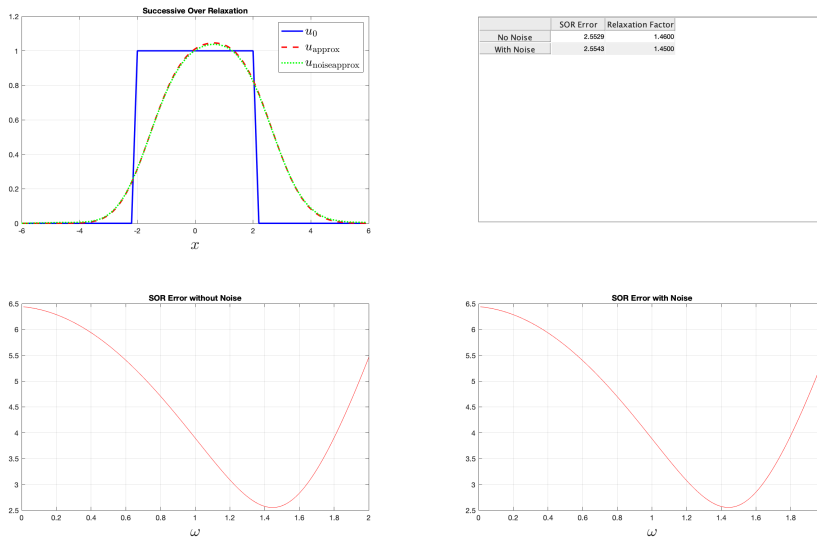 Successive Over Relaxation
1.2
1
0.8
0.6
0.4
0.2
0
-6 -4 -2 0 2 4 6
x
u0
uapprox
unoiseapprox
SOR Error Relaxation Factor
No Noise 2.5529 1.4600
With Noise 2.5543 1.4500
SOR Error without Noise
6.5
6
5.5
5
4.5
4
3.5
3
2.5
0 0.2 0.4 0.6 0.8 1 1.2 1.4 1.6 1.8 2
ω
SOR Error with Noise
6.5
6
5.5
5
4.5
4
3.5
3
2.5
0 0.2 0.4 0.6 0.8 1 1.2 1.4 1.6 1.8
ω